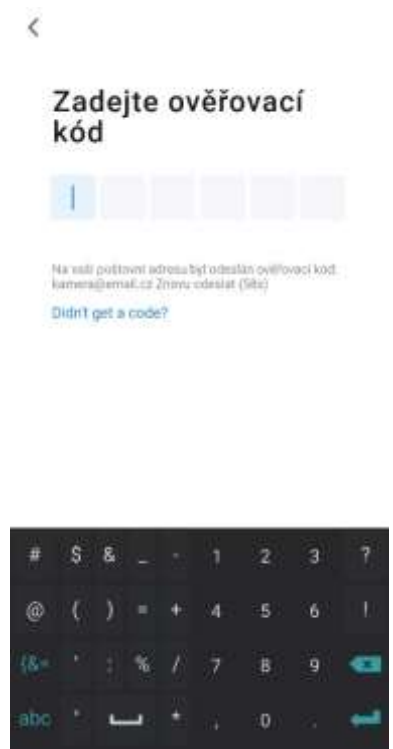 Zadejte ověřovací
kód
Na vaši poštovní adresu byl odeslán ověřovací kód:
kamera@email.cz Znovu odeslat (58s)
Didn't get a code?
# $ & _ - 1 2 3 ?
@ ( ) = + 4 5 6 !
{&= " : % / 7 8 9
abc ' * , 0 .